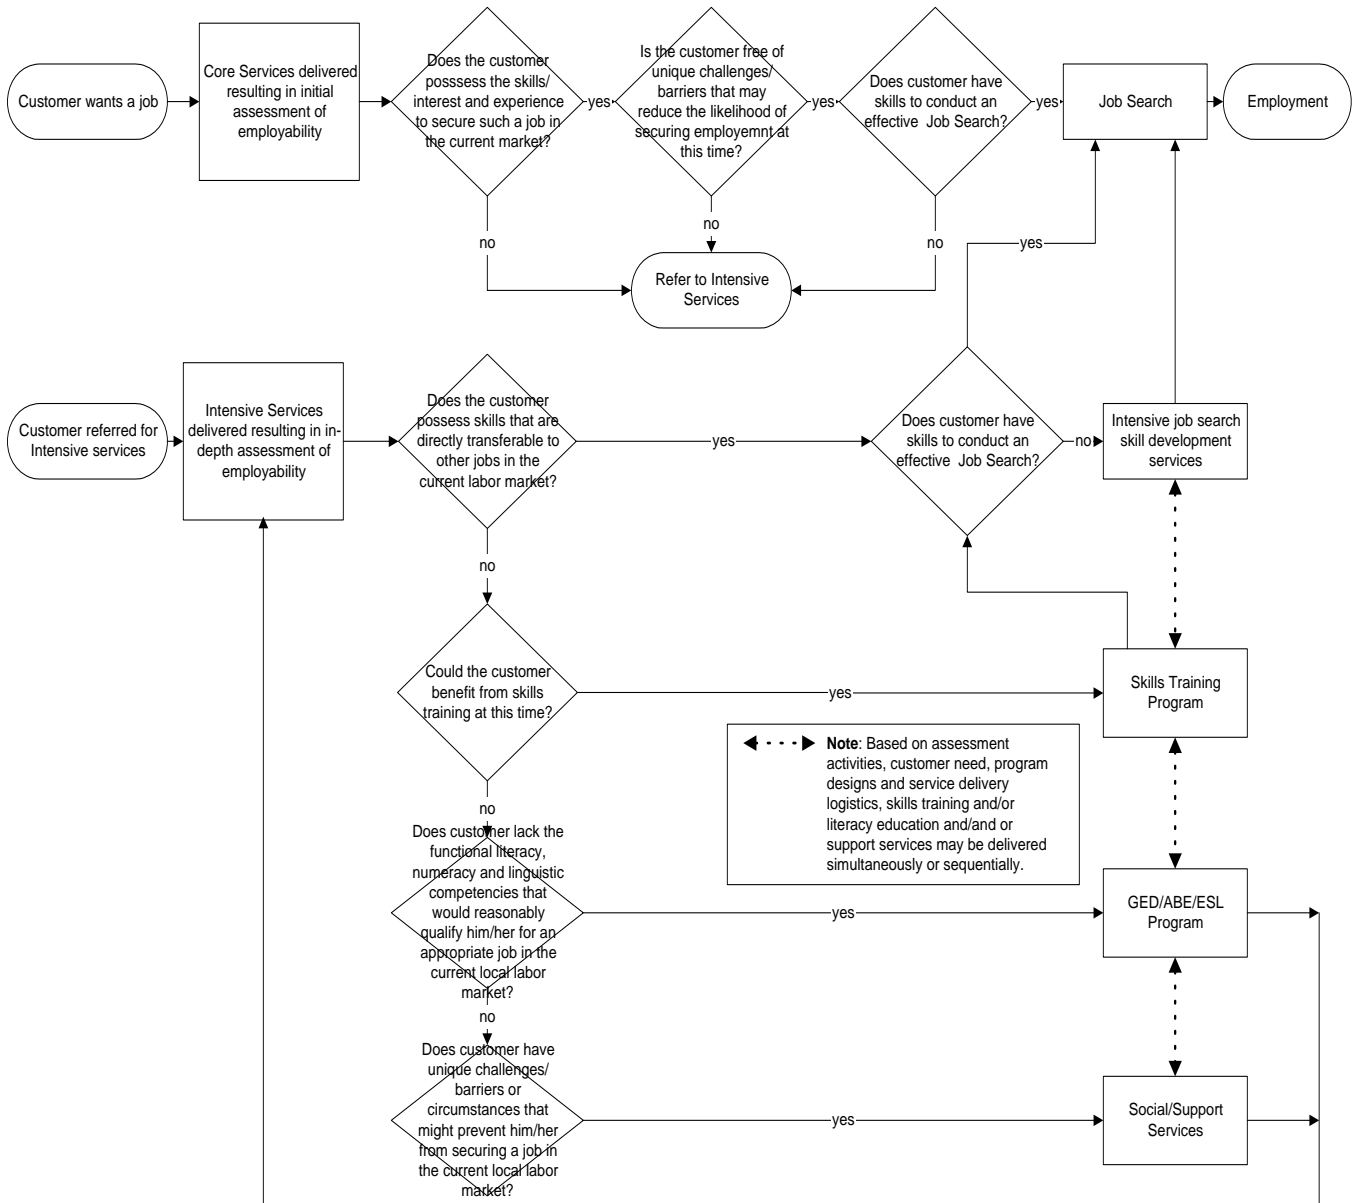 Customer wants a job
Core Services delivered
resulting in initial
assessment of
employability
Does the customer
posssess the skills/
interest and experience
to secure such a job in
the current market?
yes
Is the customer free of
unique challenges/
barriers that may
reduce the likelihood of
securing employemnt at
this time?
yes
Does customer have
skills to conduct an
effective Job Search?
yes
Job Search
Employment
no
no
no
Refer to Intensive
Services
yes
Customer referred for
Intensive services
Intensive Services
delivered resulting in in-
depth assessment of
employability
Does the customer
possess skills that are
directly transferable to
other jobs in the
current labor market?
yes
Does customer have
skills to conduct an
effective Job Search?
no
Intensive job search
skill development
services
no
Could the customer
benefit from skills
training at this time?
yes
Skills Training
Program
Note: Based on assessment
activities, customer need, program
designs and service delivery
logistics, skills training and/or
literacy education and/and or
support services may be delivered
simultaneously or sequentially.
no
Does customer lack the
functional literacy,
numeracy and linguistic
competencies that
would reasonably
qualify him/her for an
appropriate job in the
current local labor
market?
yes
GED/ABE/ESL
Program
no
Does customer have
unique challenges/
barriers or
circumstances that
might prevent him/her
from securing a job in
the current local labor
market?
yes
Social/Support
Services